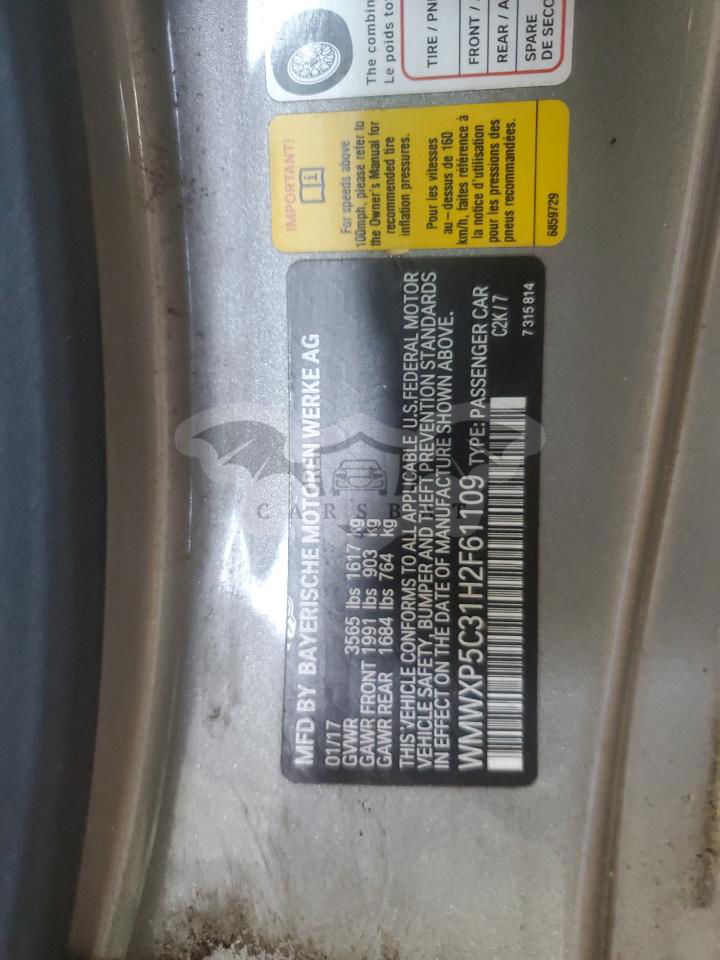 The combin
Le poids to
TIRE / PN
FRONT /
REAR / A
SPARE
DE SECO
IMPORTANT!
For speeds above
100mph, please refer to
the Owner's Manual for
recommended tire
inflation pressures.
Pour les vitesses
au-dessus de 160
km/h, faites référence à
la notice d'utilisation
pour les pressions des
pneus recommandées.
6859729
MFD BY BAYERISCHE MOTOREN WERKE AG
01/17
GVWR 3565 lbs 1617 kg
GAWR FRONT 1991 lbs 903 kg
GAWR REAR 1684 lbs 764 kg
THIS VEHICLE CONFORMS TO ALL APPLICABLE U.S.FEDERAL MOTOR
VEHICLE SAFETY, BUMPER AND THEFT PREVENTION STANDARDS
IN EFFECT ON THE DATE OF MANUFACTURE SHOWN ABOVE.
WMWXP5C31H2F61109 TYPE: PASSENGER CAR
C2K/7
7 315 814